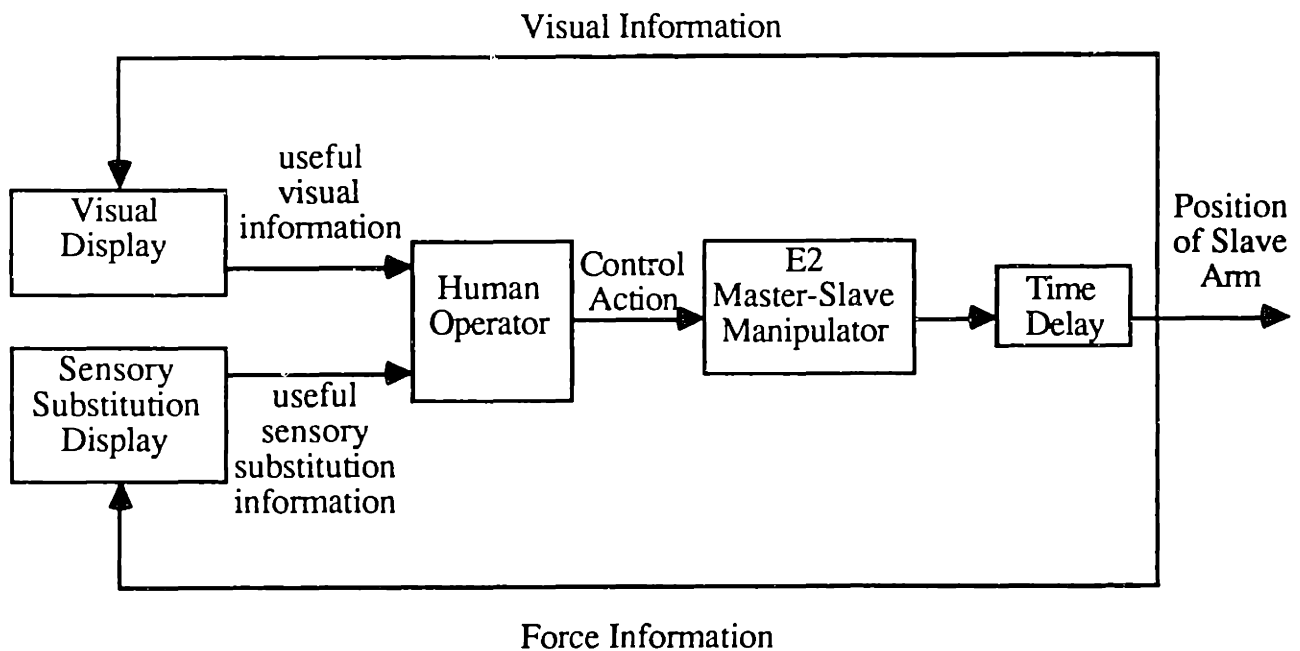 Visual Information
useful
visual
information
Visual
Display
Position
of Slave
Arm
Control
Action
E2
Master-Slave
Manipulator
Human
Operator
Time
Delay
Sensory
Substitution
Display
useful
sensory
substitution
information
Force Information